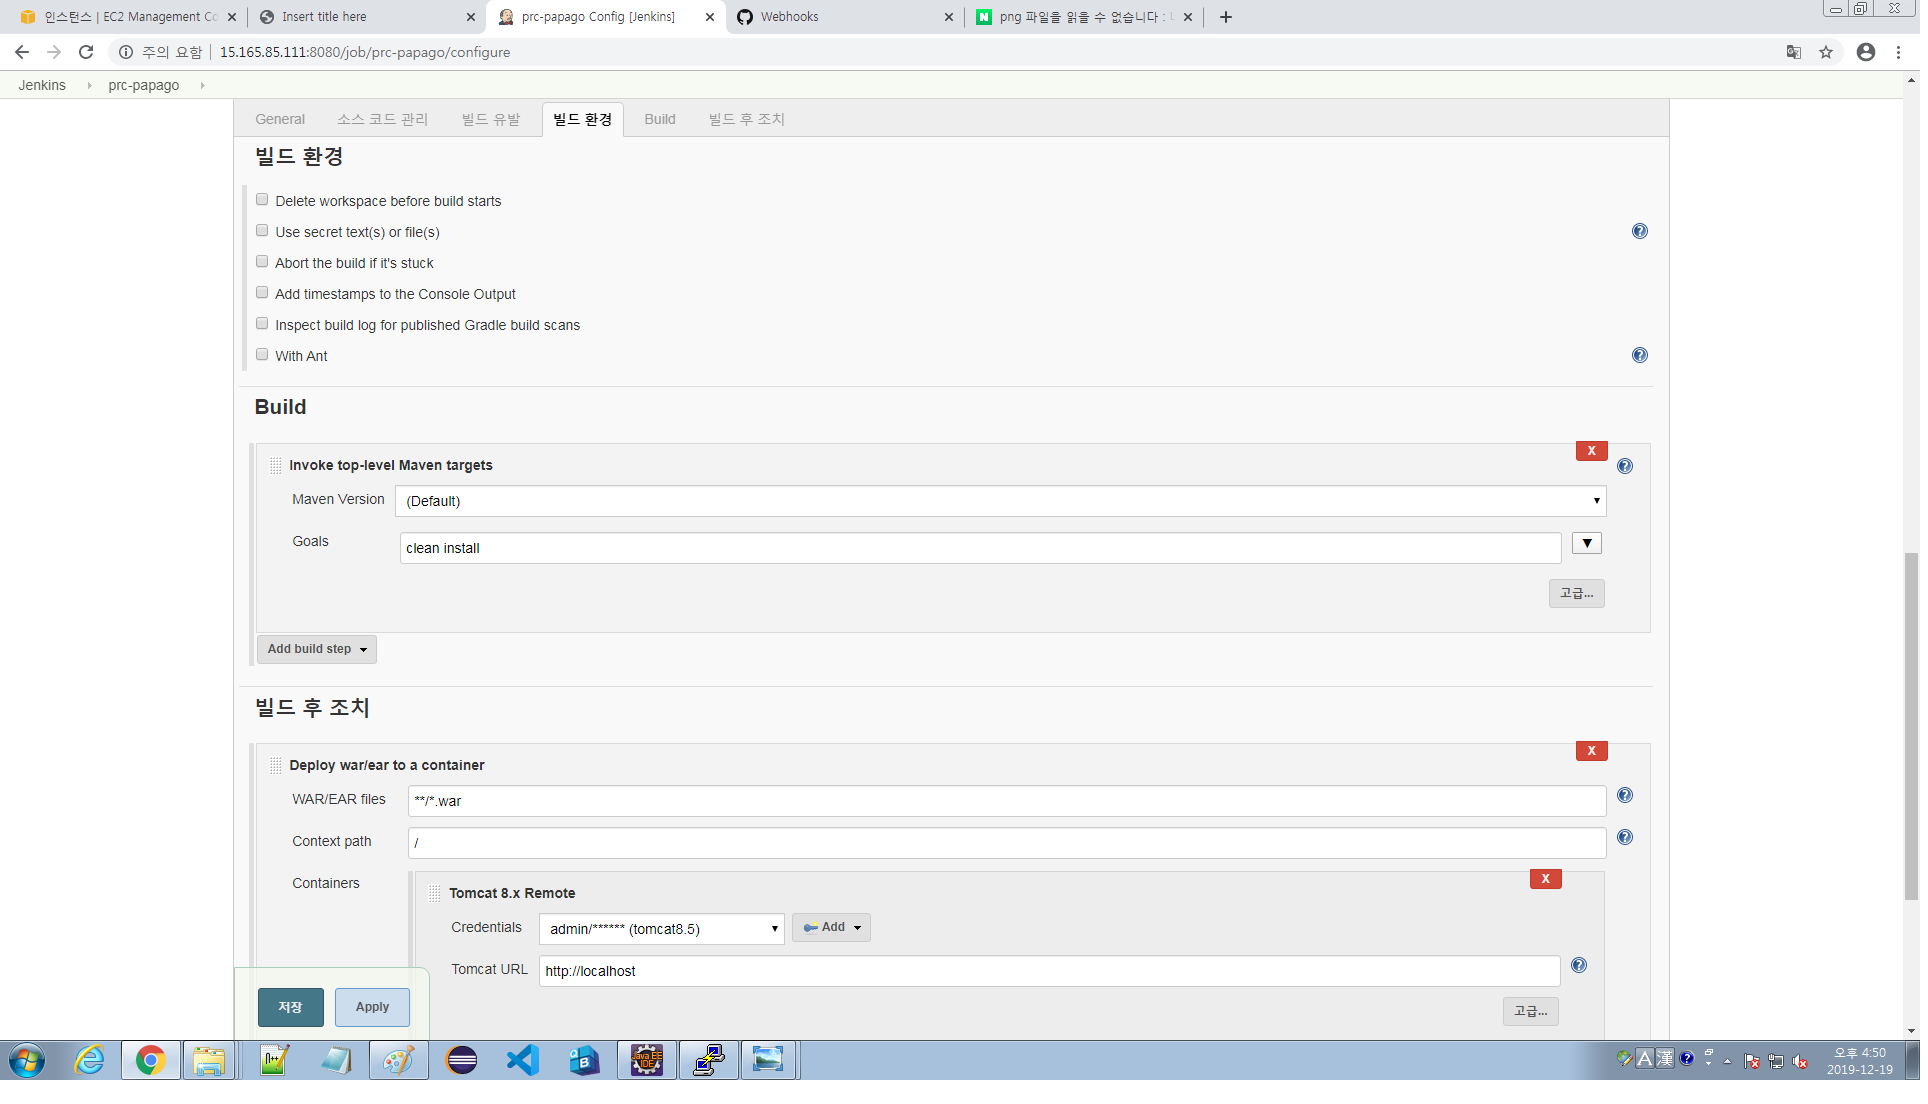 인스턴스 | EC2 Management Co
Insert title here
prc-papago Config [Jenkins]
Webhooks
png 파일을 읽을 수 없습니다 :
주의 요함
15.165.85.111:8080/job/prc-papago/configure
Jenkins
prc-papago
General
소스 코드 관리
빌드 유발
빌드 환경
Build
빌드 후 조치
빌드 환경
Delete workspace before build starts
Use secret text(s) or file(s)
Abort the build if it's stuck
Add timestamps to the Console Output
Inspect build log for published Gradle build scans
With Ant
Build
X
Invoke top-level Maven targets
Maven Version
(Default)
Goals
clean install
고급...
Add build step
빌드 후 조치
X
Deploy war/ear to a container
WAR/EAR files
**/*.war
Context path
/
Containers
X
Tomcat 8.x Remote
Credentials
admin/****** (tomcat8.5)
Add
Tomcat URL
http://localhost
고급...
저장
Apply
A 漢
오후 4:50
2019-12-19